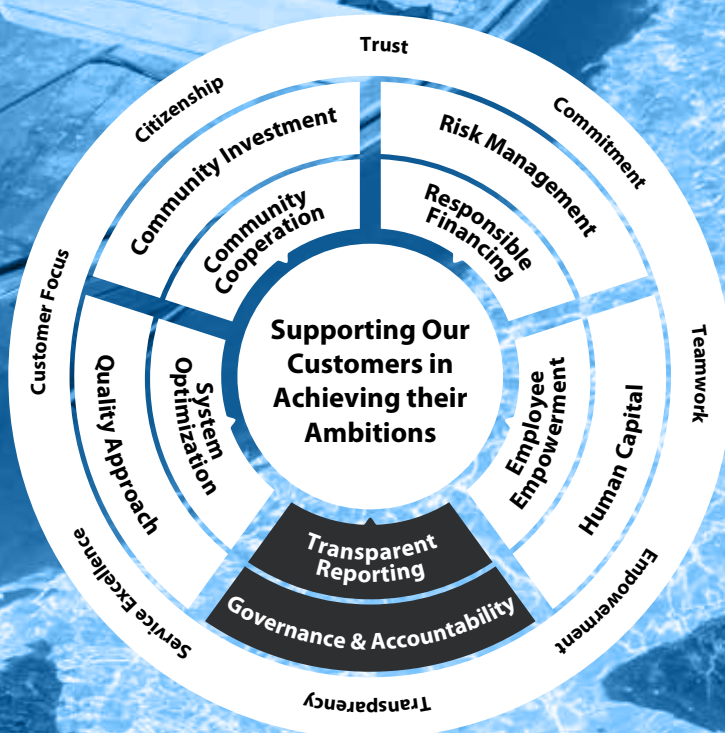 Trust
Commitment
Teamwork
Empowerment
Transparency
Service Excellence
Customer Focus
Citizenship
Community Investment
Community
Cooperation
Risk Management
Responsible
Financing
Human Capital
Employee
Empowerment
Transparent
Reporting
Governance & Accountability
Quality Approach
System
Optimization
Supporting Our
Customers in
Achieving their
Ambitions